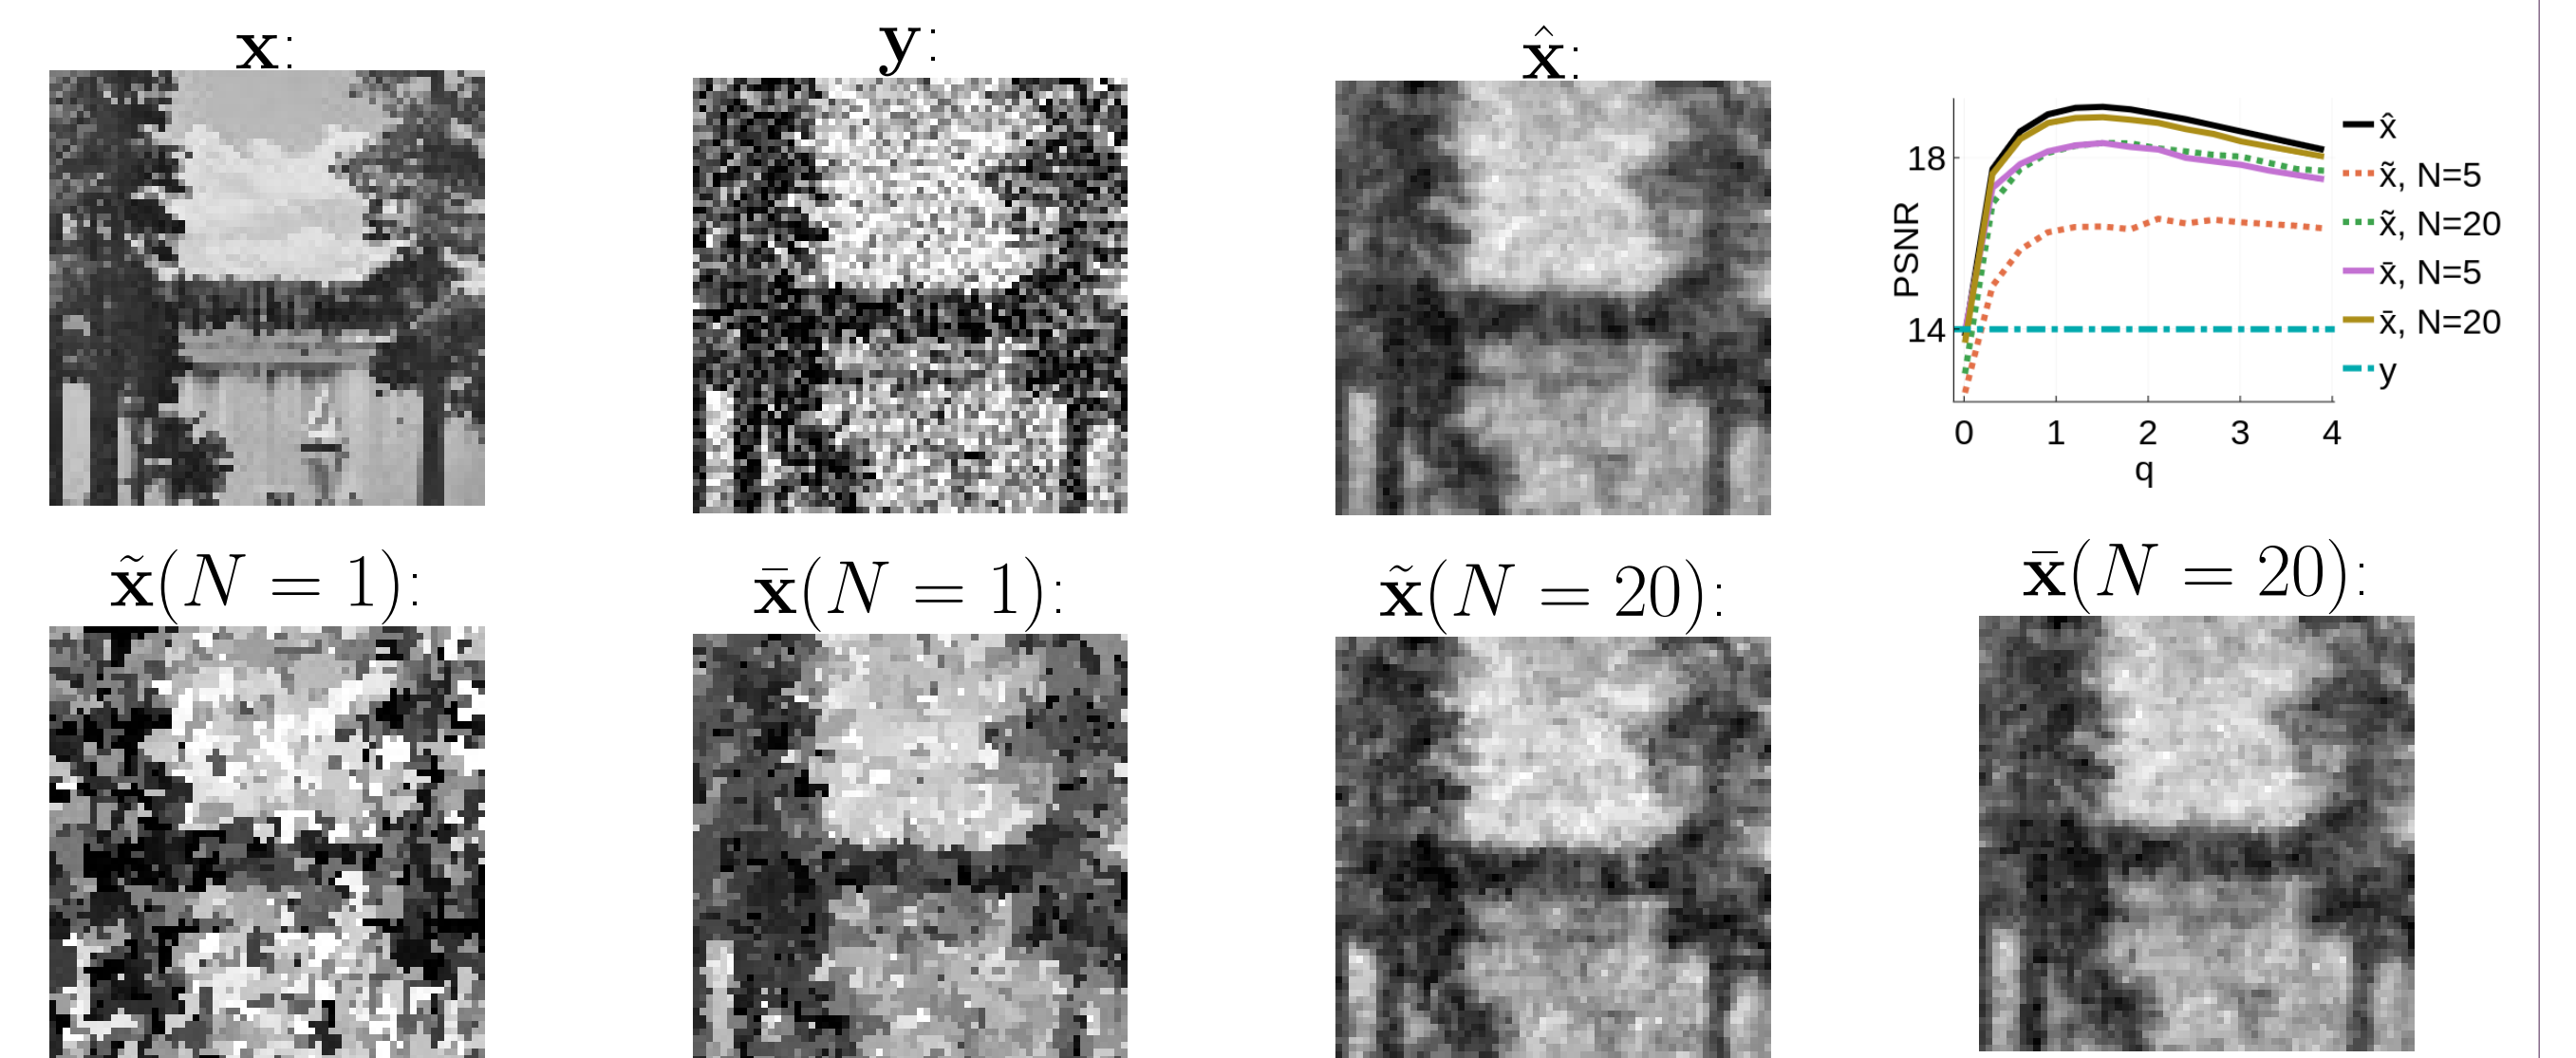 x:
y:
x̂:
18
14
PSNR
0 1 2 3 4
q
x̂
x̃, N=5
x̃, N=20
x̄, N=5
x̄, N=20
y
x̃(N = 1):
x̄(N = 1):
x̃(N = 20):
x̄(N = 20):